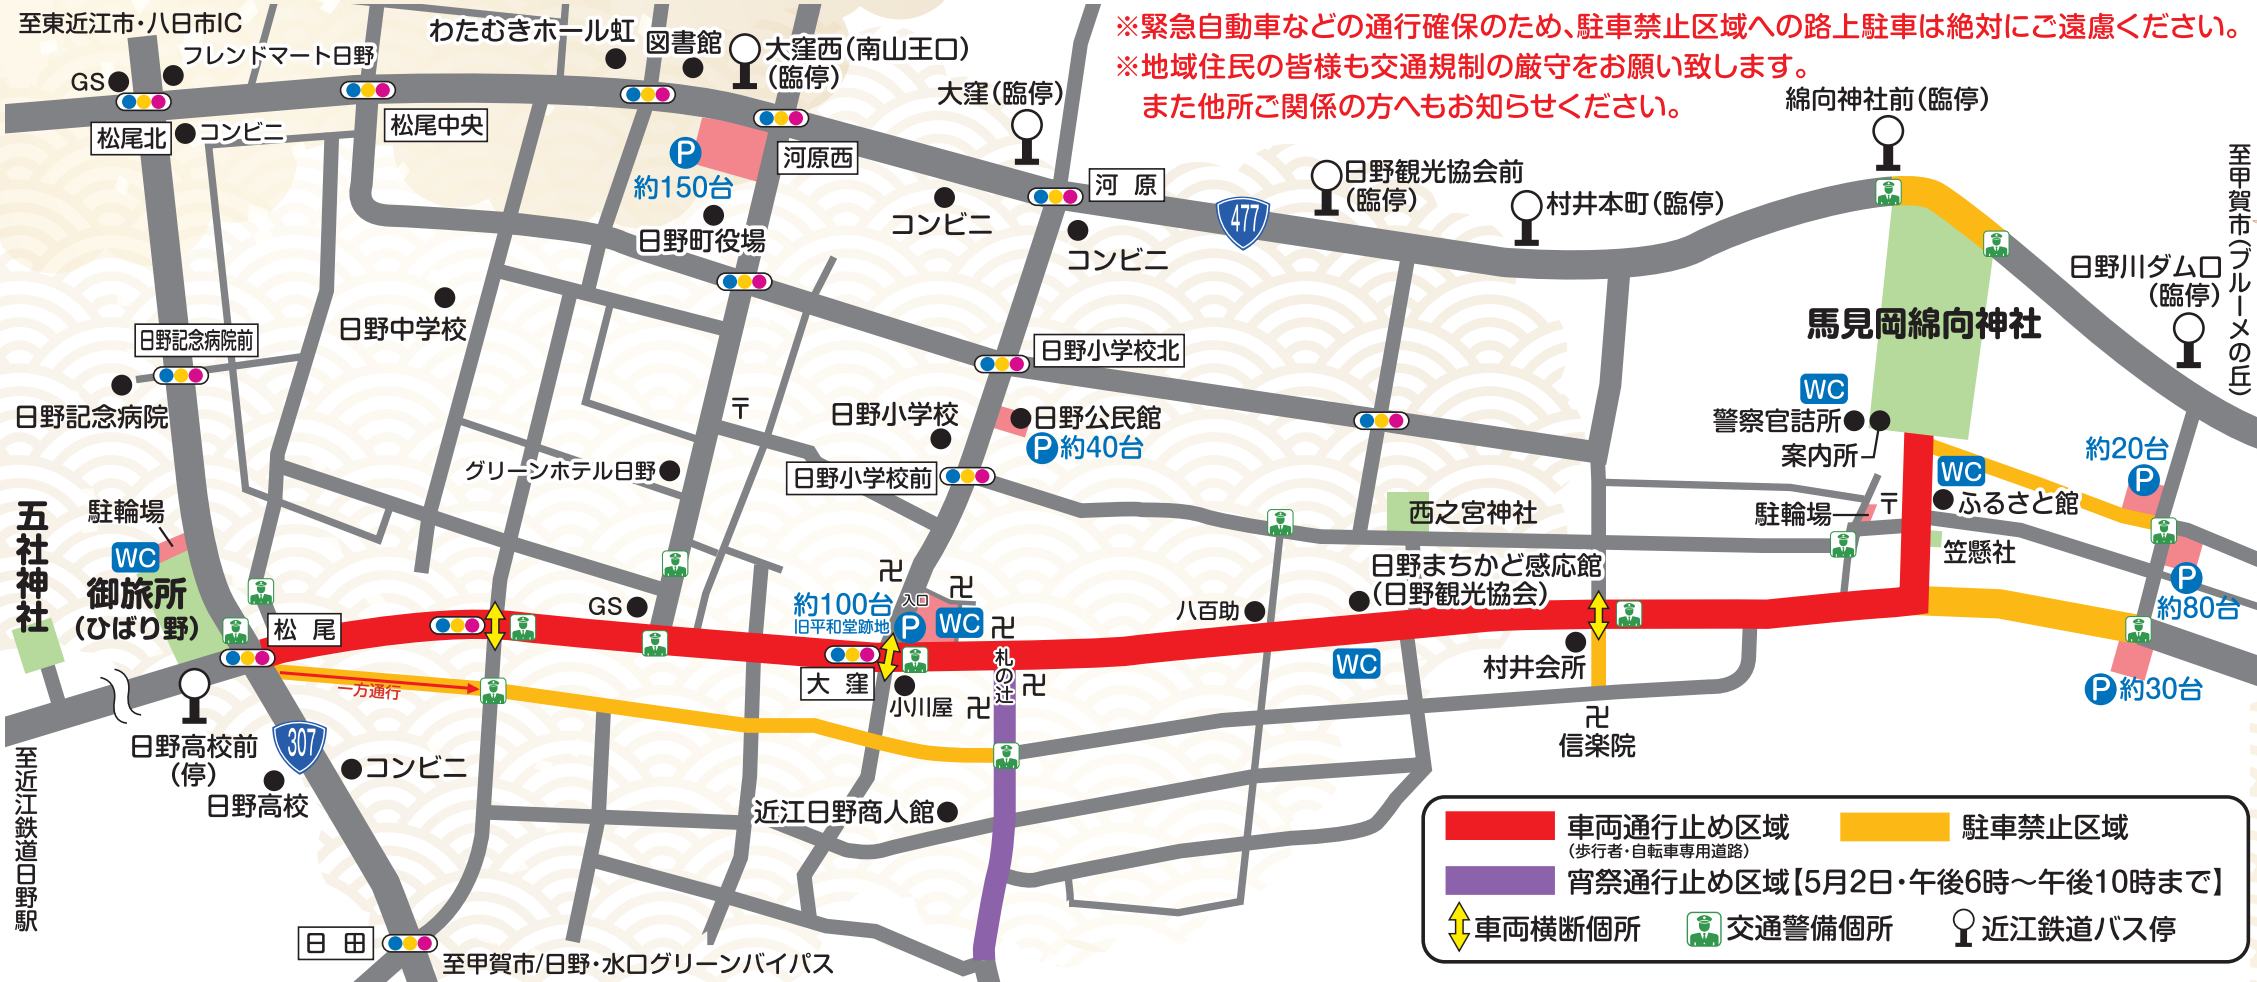 至東近江市・八日市IC
フレンドマート日野
GS
松尾北
コンビニ
松尾中央
わたむきホール虹
図書館
大窪西(南山王口)
(臨停)
大窪(臨停)
※緊急自動車などの通行確保のため、駐車禁止区域への路上駐車は絶対にご遠慮ください。
※地域住民の皆様も交通規制の厳守をお願い致します。
また他所ご関係の方へもお知らせください。
綿向神社前(臨停)
至甲賀市(ブルーメの丘)
河原西
P
約150台
日野町役場
コンビニ
河原
コンビニ
477
日野観光協会前
(臨停)
村井本町(臨停)
日野川ダム口
(臨停)
馬見岡綿向神社
日野記念病院前
日野記念病院
日野中学校
〒
日野小学校北
日野小学校
日野公民館
P約40台
WC
警察官詰所
案内所
グリーンホテル日野
日野小学校前
西之宮神社
駐輪場
〒
WC
ふるさと館
笠懸社
約20台
P
P
約80台
P約30台
五社神社
駐輪場
WC
御旅所
(ひばり野)
松尾
GS
約100台
旧平和堂跡地
入口
P
WC
卍
卍
卍
札の辻
卍
卍
八百助
日野まちかど感応館
(日野観光協会)
WC
村井会所
卍
信楽院
一方通行
大窪
小川屋
日野高校前
(停)
307
コンビニ
日野高校
至近江鉄道日野駅
近江日野商人館
日田
至甲賀市/日野・水口グリーンバイパス
車両通行止め区域
(歩行者・自転車専用道路)
駐車禁止区域
宵祭通行止め区域【5月2日・午後6時～午後10時まで】
車両横断個所
交通警備個所
近江鉄道バス停